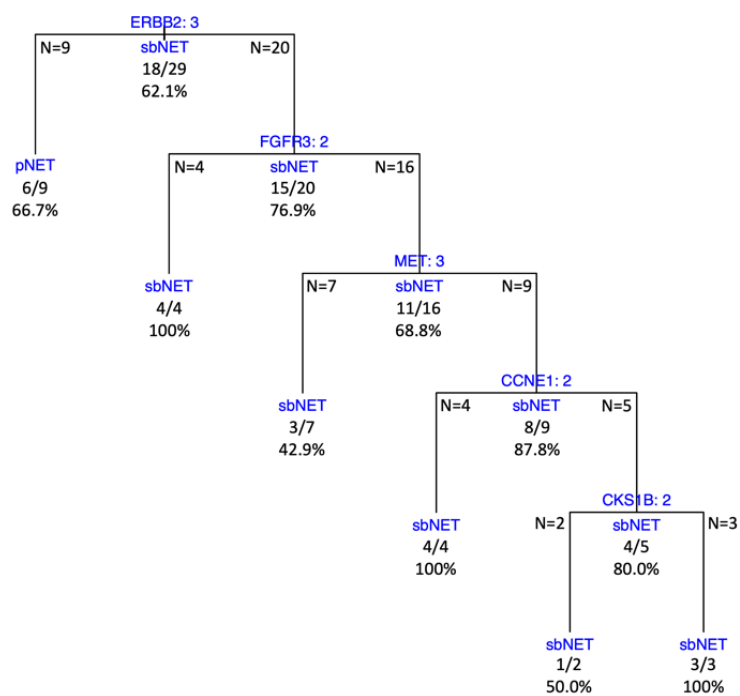 ERBB2: 3
N=9 sbNET N=20
18/29
62.1%
FGFR3: 2
pNET N=4 sbNET N=16
6/9 15/20
66.7% 76.9%
MET: 3
sbNET N=7 sbNET N=9
4/4 11/16
100% 68.8%
CCNE1: 2
sbNET N=4 sbNET N=5
3/7 8/9
42.9% 87.8%
CKS1B: 2
sbNET N=2 sbNET N=3
4/4 4/5
100% 80.0%
sbNET sbNET
1/2 3/3
50.0% 100%